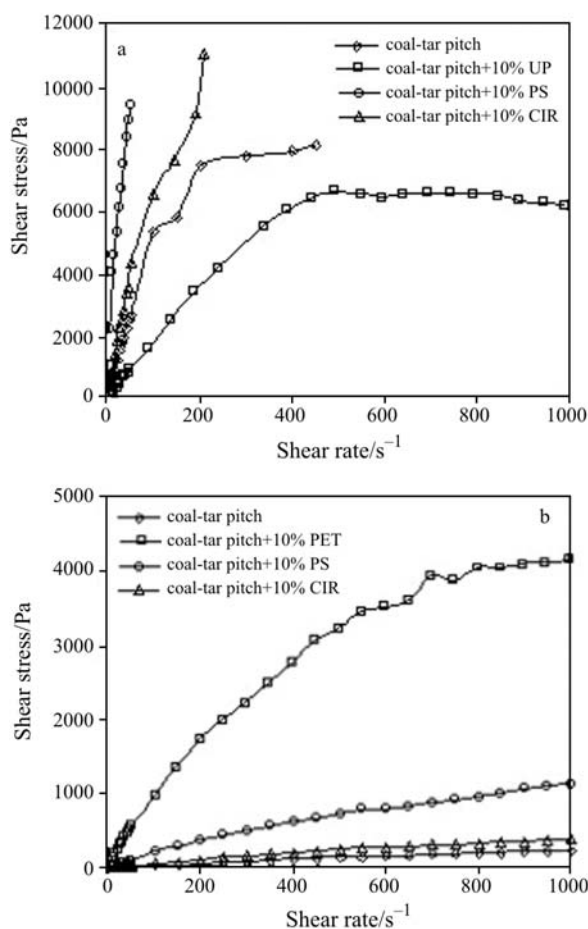 12000
a
coal-tar pitch
coal-tar pitch+10% UP
coal-tar pitch+10% PS
coal-tar pitch+10% CIR
10000
8000
6000
4000
2000
0
Shear stress/Pa
0 200 400 600 800 1000
Shear rate/s⁻¹
5000
b
coal-tar pitch
coal-tar pitch+10% PET
coal-tar pitch+10% PS
coal-tar pitch+10% CIR
4000
3000
2000
1000
0
Shear stress/Pa
0 200 400 600 800 1000
Shear rate/s⁻¹